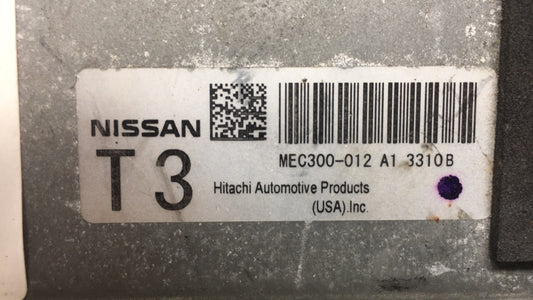 NISSAN
T3
MEC300-012 A1 3310B
Hitachi Automotive Products
(USA).Inc.